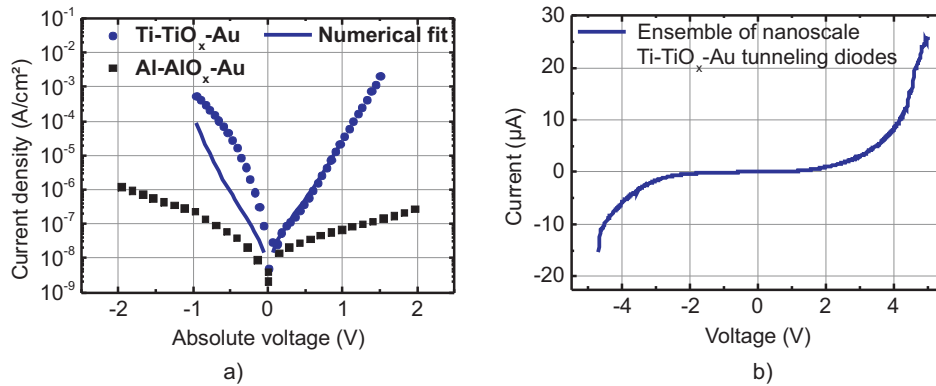 10⁻¹
10⁻²
10⁻³
10⁻⁴
10⁻⁵
10⁻⁶
10⁻⁷
10⁻⁸
10⁻⁹
Current density (A/cm²)
Ti-TiOₓ-Au
Numerical fit
Al-AlOₓ-Au
-2 -1 0 1 2
Absolute voltage (V)
a)
30
20
10
0
-10
-20
Current (µA)
Ensemble of nanoscale
Ti-TiOₓ-Au tunneling diodes
-4 -2 0 2 4
Voltage (V)
b)